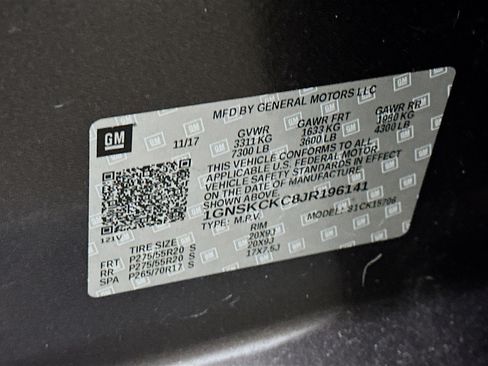 MFD BY GENERAL MOTORS LLC
GM
11/17 GVWR GAWR FRT GAWR RR
3311 KG 1633 KG 1950 KG
7300 LB 3600 LB 4300 LB
THIS VEHICLE CONFORMS TO ALL
APPLICABLE U.S. FEDERAL MOTOR
VEHICLE SAFETY STANDARDS IN EFFECT
ON THE DATE OF MANUFACTURE
1GNSKCKC8JR196141
TYPE: M.P.V. MODEL:
121V
TIRE SIZE RIM
FRT P275/55R20 S 20X9J
RR P275/55R20 S 20X9J
SPA P265/70R17 S 17X7.5J